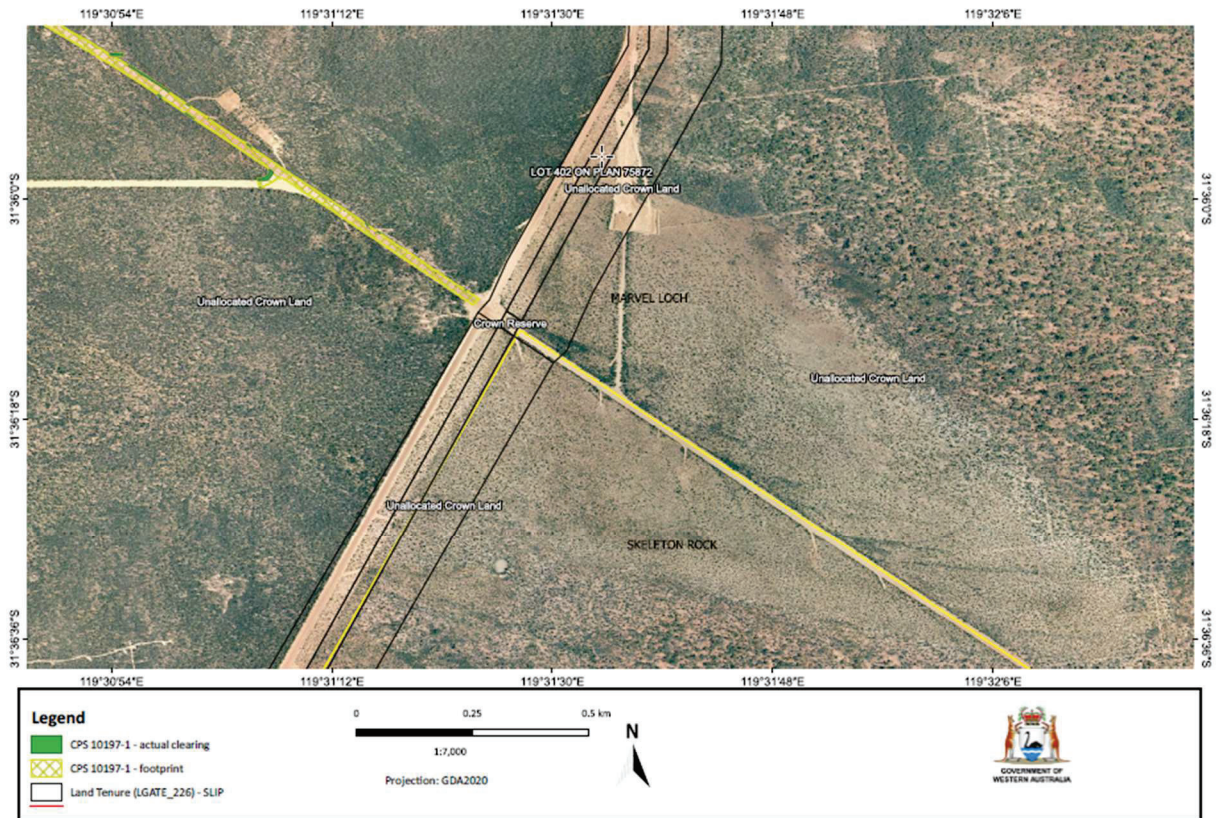 119°30'54"E 119°31'12"E 119°31'30"E 119°31'48"E 119°32'6"E
LOT 402 ON PLAN 75872
Unallocated Crown Land
31°36'0"S 31°36'0"S
MARVEL LOCH
Unallocated Crown Land
Crown Reserve
Unallocated Crown Land
31°36'18"S 31°36'18"S
Unallocated Crown Land
SKELETON ROCK
31°36'36"S 31°36'36"S
119°30'54"E 119°31'12"E 119°31'30"E 119°31'48"E 119°32'6"E
Legend
CPS 10197-1 - actual clearing
CPS 10197-1 - footprint
Land Tenure (LGATE_226) - SLIP
0 0.25 0.5 km
1:7,000
Projection: GDA2020
N
GOVERNMENT OF
WESTERN AUSTRALIA